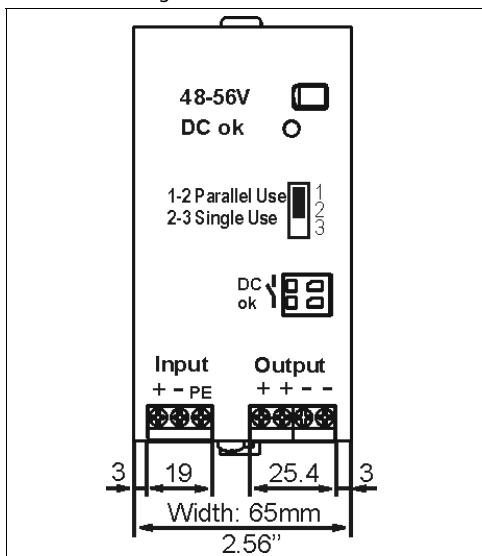 48-56V
DC ok
1-2 Parallel Use
2-3 Single Use
1
2
3
DC
ok
Input
Output
+ - PE
+ + - -
3
19
25.4
3
Width: 65mm
2.56"